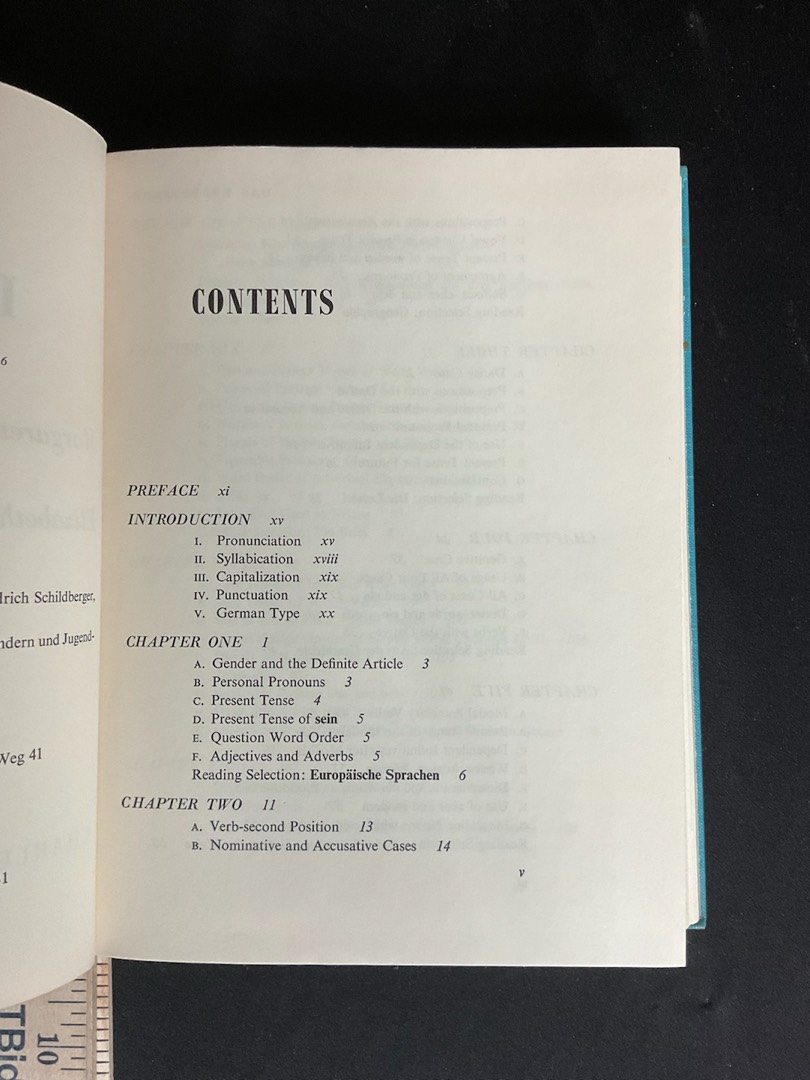 6
lrich Schildberger,
ndern und Jugend-
Weg 41
1
CONTENTS
PREFACE xi
INTRODUCTION xv
I. Pronunciation xv
II. Syllabication xviii
III. Capitalization xix
IV. Punctuation xix
V. German Type xx
CHAPTER ONE 1
A. Gender and the Definite Article 3
B. Personal Pronouns 3
C. Present Tense 4
D. Present Tense of sein 5
E. Question Word Order 5
F. Adjectives and Adverbs 5
Reading Selection: Europäische Sprachen 6
CHAPTER TWO 11
A. Verb-second Position 13
B. Nominative and Accusative Cases 14
v
TBid
10